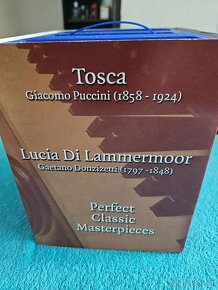 Tosca
Giacomo Puccini (1858 - 1924)
Lucia Di Lammermoor
Gaetano Donizetti (1797 -1848)
Perfect
Classic
Masterpieces